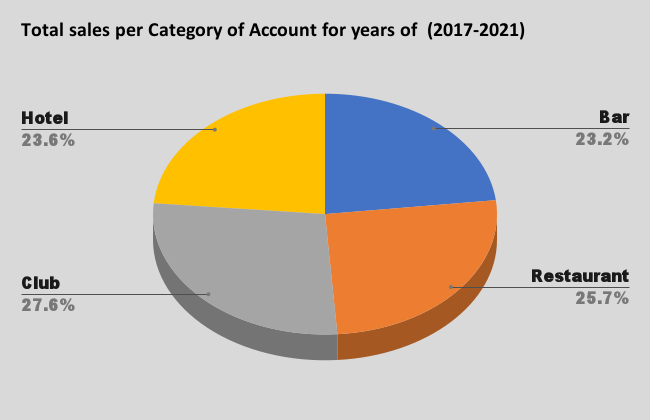 Total sales per Category of Account for years of  (2017-2021)
Hotel
23.6%
Bar
23.2%
Club
27.6%
Restaurant
25.7%